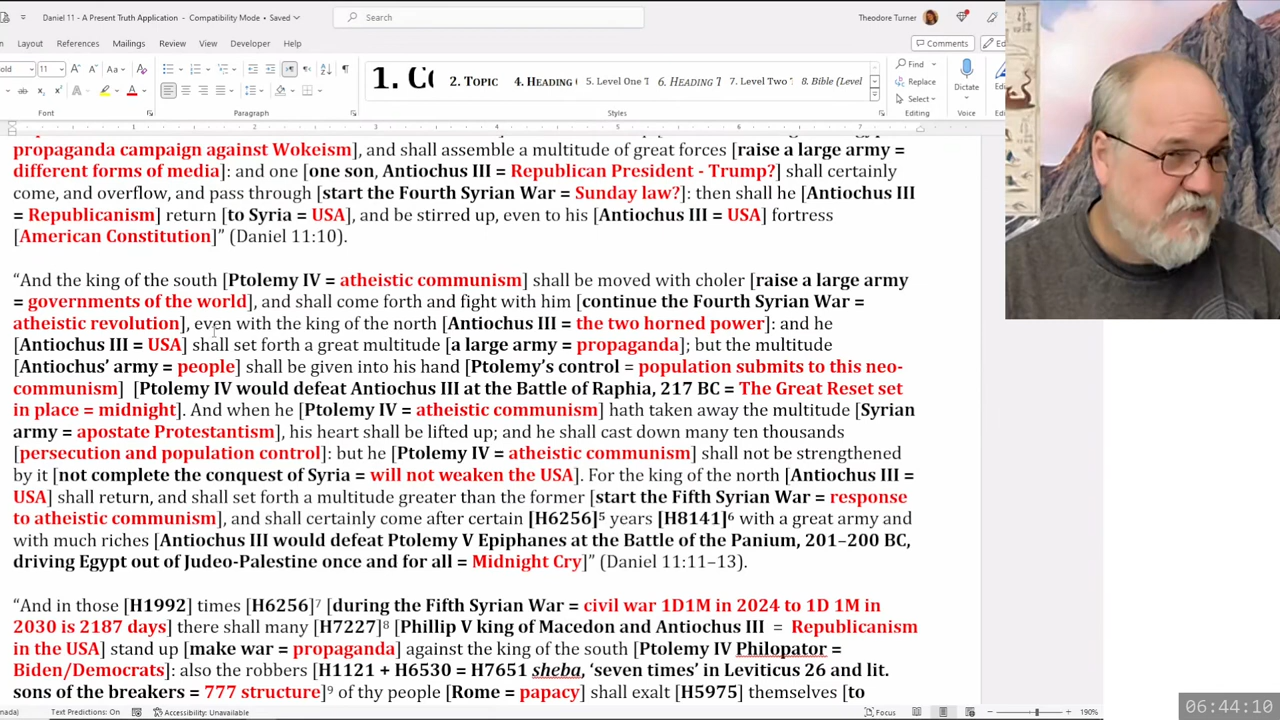 Daniel 11 - A Present Truth Application - Compatibility Mode • Saved
Search
Theodore Turner
Layout References Mailings Review View Developer Help
Comments
11
Find
Replace
Select
Dictate
1. C
2. TOPIC
4. HEADING
5. Level One T
6. HEADING T
7. Level Two
8. Bible (Level
Font Paragraph Styles Editing Voice
1 2 3 4 5 6 7
propaganda campaign against Wokeism], and shall assemble a multitude of great forces [raise a large army =
different forms of media]: and one [one son, Antiochus III = Republican President - Trump?] shall certainly
come, and overflow, and pass through [start the Fourth Syrian War = Sunday law?]: then shall he [Antiochus III
= Republicanism] return [to Syria = USA], and be stirred up, even to his [Antiochus III = USA] fortress
[American Constitution]” (Daniel 11:10).
“And the king of the south [Ptolemy IV = atheistic communism] shall be moved with choler [raise a large army
= governments of the world], and shall come forth and fight with him [continue the Fourth Syrian War =
atheistic revolution], even with the king of the north [Antiochus III = the two horned power]: and he
[Antiochus III = USA] shall set forth a great multitude [a large army = propaganda]; but the multitude
[Antiochus’ army = people] shall be given into his hand [Ptolemy’s control = population submits to this neo-
communism] [Ptolemy IV would defeat Antiochus III at the Battle of Raphia, 217 BC = The Great Reset set
in place = midnight]. And when he [Ptolemy IV = atheistic communism] hath taken away the multitude [Syrian
army = apostate Protestantism], his heart shall be lifted up; and he shall cast down many ten thousands
[persecution and population control]: but he [Ptolemy IV = atheistic communism] shall not be strengthened
by it [not complete the conquest of Syria = will not weaken the USA]. For the king of the north [Antiochus III =
USA] shall return, and shall set forth a multitude greater than the former [start the Fifth Syrian War = response
to atheistic communism], and shall certainly come after certain [H6256]⁵ years [H8141]⁶ with a great army and
with much riches [Antiochus III would defeat Ptolemy V Epiphanes at the Battle of the Panium, 201–200 BC,
driving Egypt out of Judeo-Palestine once and for all = Midnight Cry]” (Daniel 11:11–13).
“And in those [H1992] times [H6256]⁷ [during the Fifth Syrian War = civil war 1D1M in 2024 to 1D 1M in
2030 is 2187 days] there shall many [H7227]⁸ [Phillip V king of Macedon and Antiochus III = Republicanism
in the USA] stand up [make war = propaganda] against the king of the south [Ptolemy IV Philopator =
Biden/Democrats]: also the robbers [H1121 + H6530 = H7651 sheba, ‘seven times’ in Leviticus 26 and lit.
sons of the breakers = 777 structure]⁹ of thy people [Rome = papacy] shall exalt [H5975] themselves [to
Text Predictions: On Accessibility: Unavailable Focus 190%
06:44:10